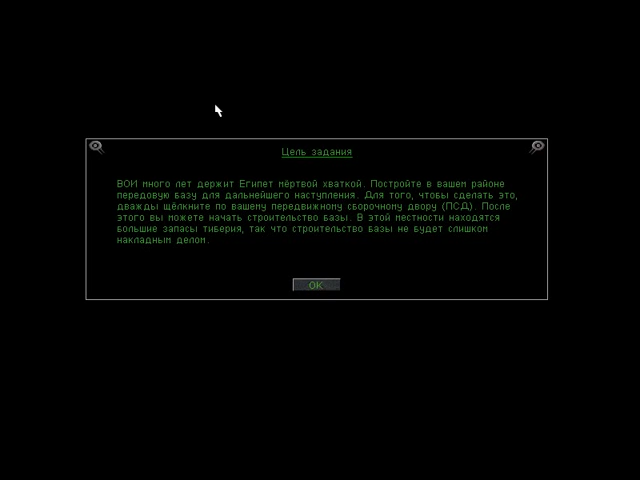 Цель задания
ВОИ много лет держит Египет мёртвой хваткой. Постройте в вашем районе
передовую базу для дальнейшего наступления. Для того, чтобы сделать это,
дважды щёлкните по вашему передвижному сборочному двору (ПСД). После
этого вы можете начать строительство базы. В этой местности находятся
большие запасы тиберия, так что строительство базы не будет слишком
накладным делом.
OK